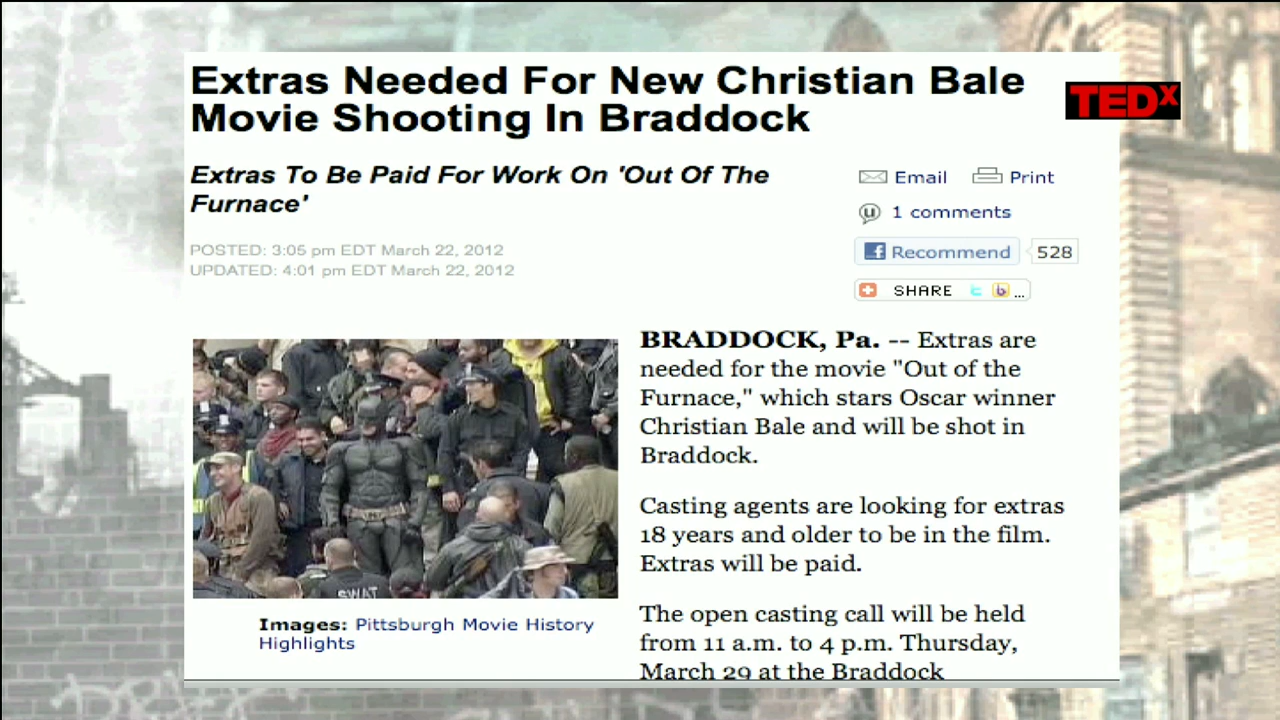 Extras Needed For New Christian Bale
Movie Shooting In Braddock
TEDx
Extras To Be Paid For Work On 'Out Of The
Furnace'
Email
Print
1 comments
POSTED: 3:05 pm EDT March 22, 2012
UPDATED: 4:01 pm EDT March 22, 2012
Recommend
528
SHARE
...
BRADDOCK, Pa. -- Extras are
needed for the movie "Out of the
Furnace," which stars Oscar winner
Christian Bale and will be shot in
Braddock.
Casting agents are looking for extras
18 years and older to be in the film.
Extras will be paid.
The open casting call will be held
from 11 a.m. to 4 p.m. Thursday,
March 29 at the Braddock
SWAT
Images: Pittsburgh Movie History
Highlights